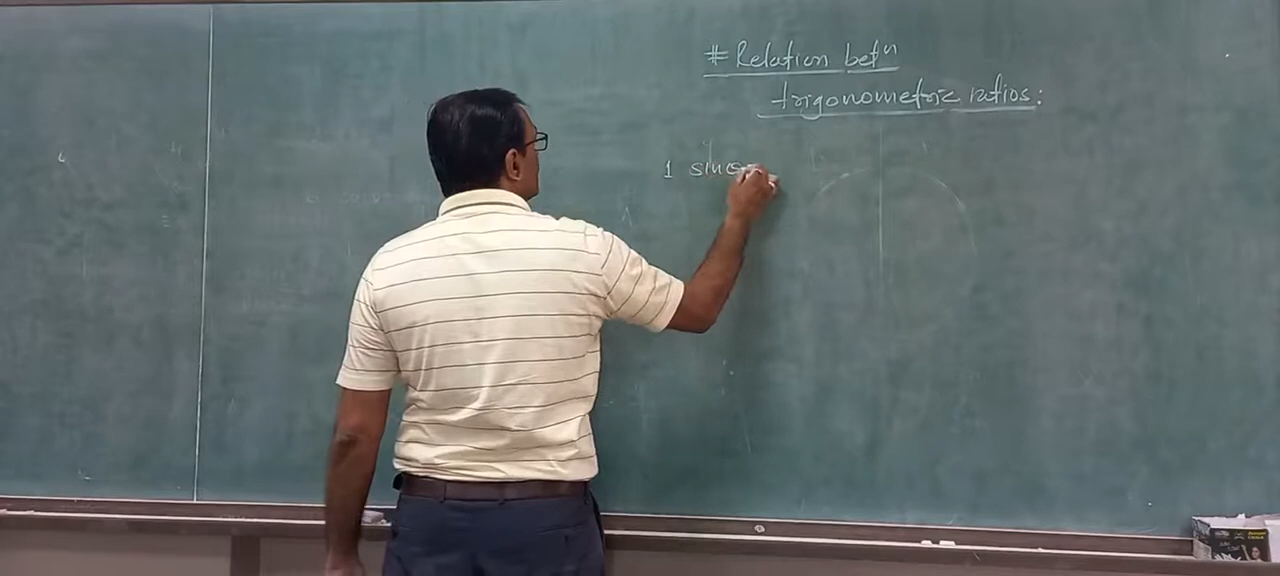 # Relation betⁿ
trigonometric ratios:
1 sinθ